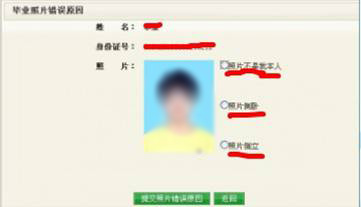 毕业照片错误原因
姓 名：
身份证号：
照 片：
照片不是我本人
照片侧卧
照片倒立
提交照片错误原因 返回